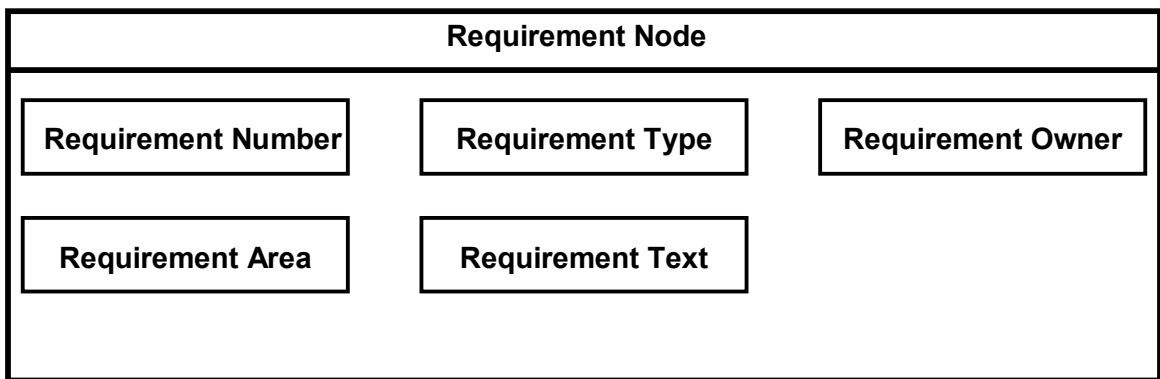 Requirement Node
Requirement Number
Requirement Type
Requirement Owner
Requirement Area
Requirement Text